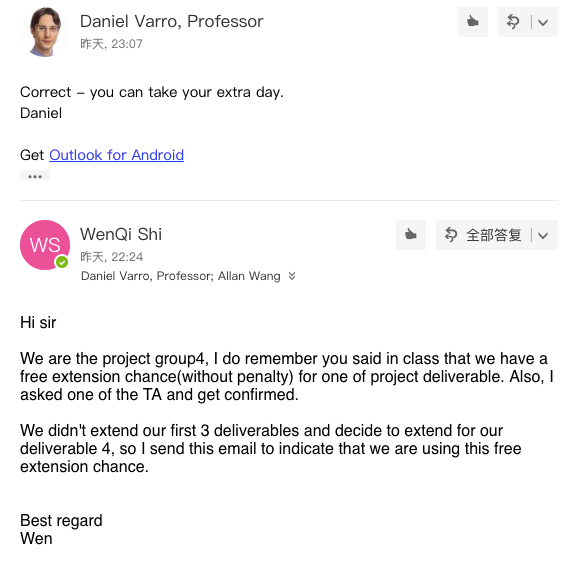 Daniel Varro, Professor
昨天, 23:07
Correct – you can take your extra day.
Daniel
Get Outlook for Android
...
WS
WenQi Shi
全部答复
昨天, 22:24
Daniel Varro, Professor; Allan Wang
Hi sir
We are the project group4, I do remember you said in class that we have a
free extension chance(without penalty) for one of project deliverable. Also, I
asked one of the TA and get confirmed.
We didn't extend our first 3 deliverables and decide to extend for our
deliverable 4, so I send this email to indicate that we are using this free
extension chance.
Best regard
Wen